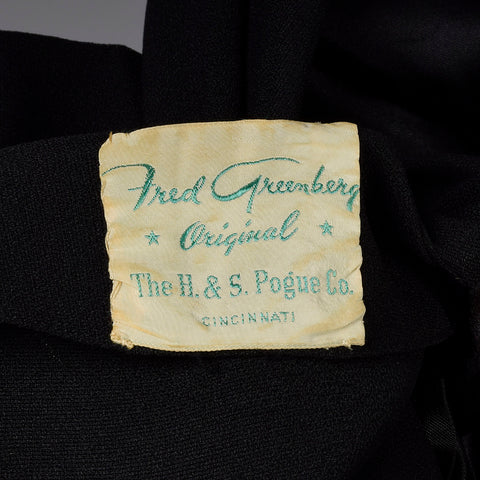 Fred Greenberg
★ Original ★
The H. & S. Pogue Co.
CINCINNATI